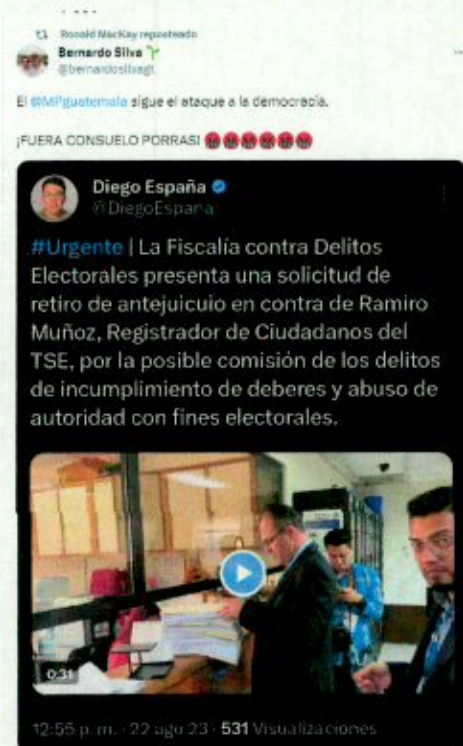 Ronald MacKay reposteado
Bernardo Silva
@bernardosilvagt
El @MPguatemala sigue el ataque a la democracia.
¡FUERA CONSUELO PORRAS!
Diego España
@DiegoEspana
#Urgente | La Fiscalía contra Delitos
Electorales presenta una solicitud de
retiro de antejuicuio en contra de Ramiro
Muñoz, Registrador de Ciudadanos del
TSE, por la posible comisión de los delitos
de incumplimiento de deberes y abuso de
autoridad con fines electorales.
0:31
12:55 p. m. · 22 ago 23 · 531 Visualizaciones